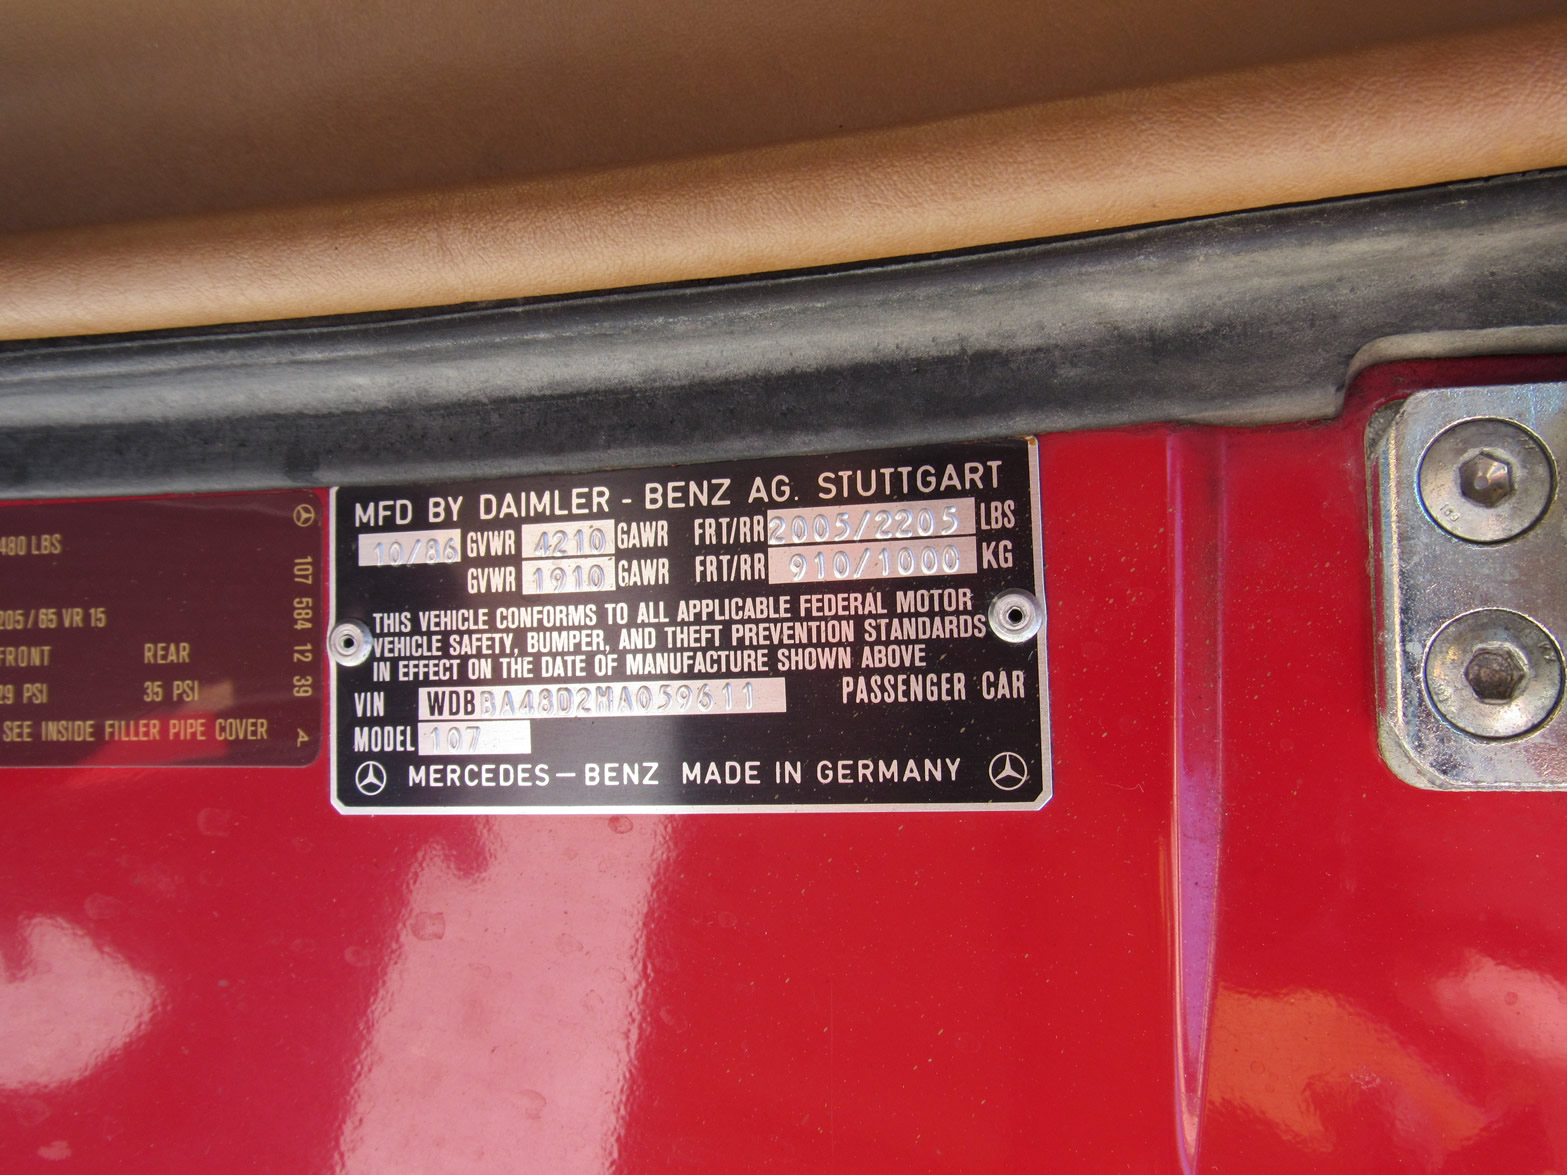 MFD BY DAIMLER - BENZ AG. STUTTGART
10/86 GVWR 4210 GAWR FRT/RR 2005/2205 LBS
GVWR 1910 GAWR FRT/RR 910/1000 KG
THIS VEHICLE CONFORMS TO ALL APPLICABLE FEDERAL MOTOR
VEHICLE SAFETY, BUMPER, AND THEFT PREVENTION STANDARDS
IN EFFECT ON THE DATE OF MANUFACTURE SHOWN ABOVE
VIN WDBBA48D2HA059611 PASSENGER CAR
MODEL 107
MERCEDES-BENZ MADE IN GERMANY
480 LBS
205/65 VR 15
FRONT REAR
29 PSI 35 PSI
SEE INSIDE FILLER PIPE COVER
107 584 12 39 A